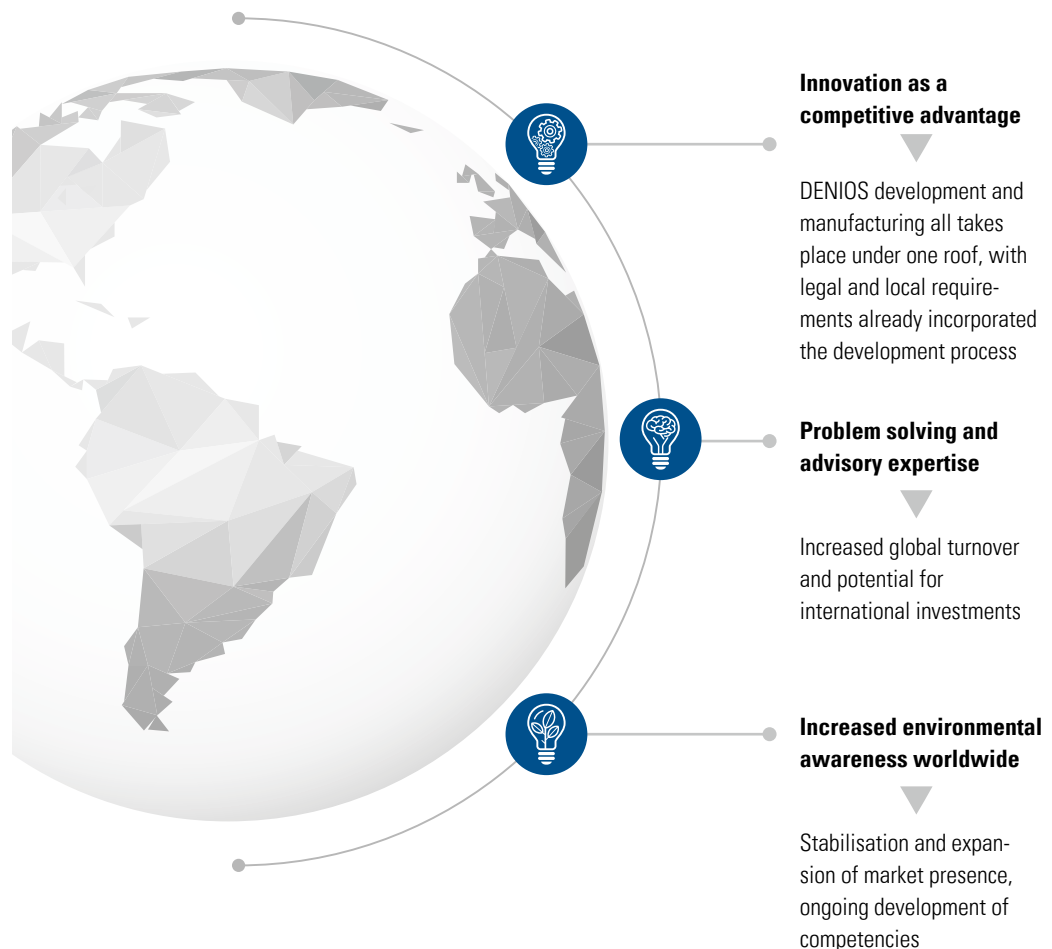 Innovation as a
competitive advantage
DENIOS development and
manufacturing all takes
place under one roof, with
legal and local require-
ments already incorporated
the development process
Problem solving and
advisory expertise
Increased global turnover
and potential for
international investments
Increased environmental
awareness worldwide
Stabilisation and expan-
sion of market presence,
ongoing development of
competencies